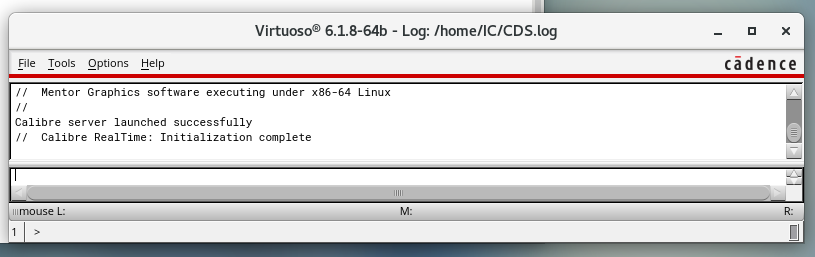 Virtuoso® 6.1.8-64b - Log: /home/IC/CDS.log
File Tools Options Help cādence
// Mentor Graphics software executing under x86-64 Linux
//
Calibre server launched successfully
// Calibre RealTime: Initialization complete
mouse L: M: R:
1 >